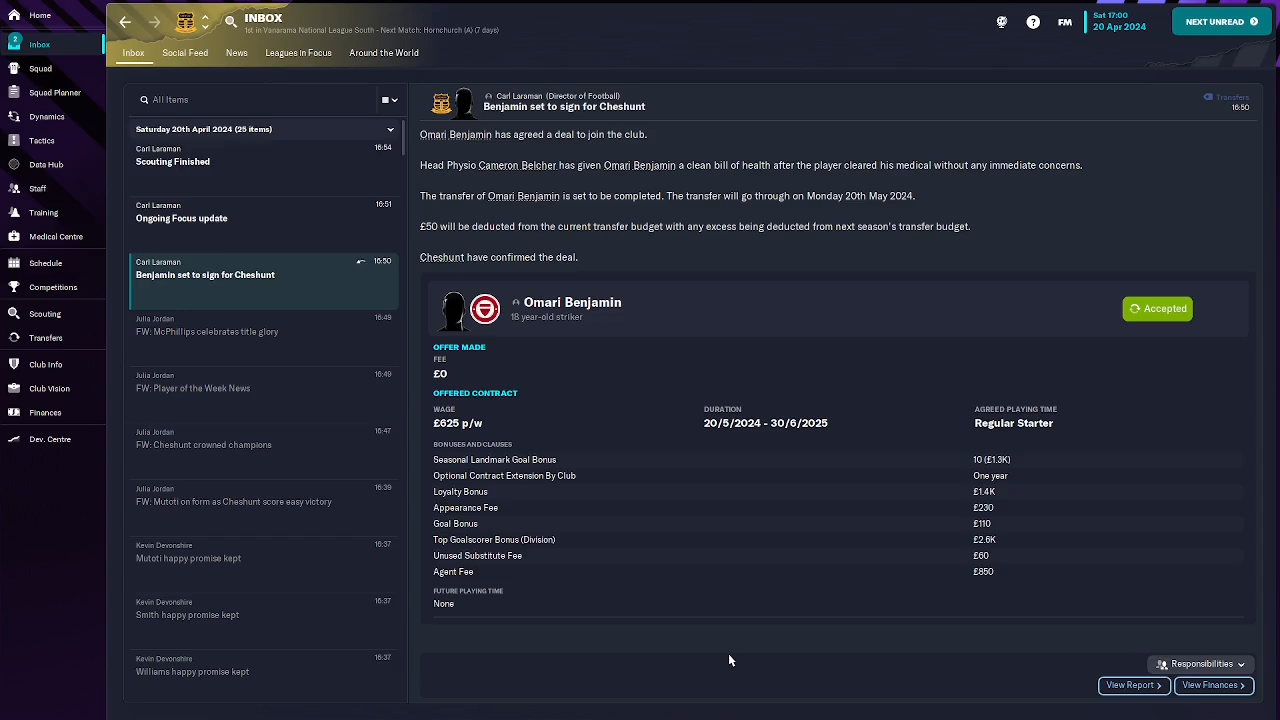 Home
INBOX
1st in Vanarama National League South - Next Match: Hornchurch (A) (7 days)
FM
Sat 17:00
20 Apr 2024
NEXT UNREAD
2
Inbox
Squad
Squad Planner
Dynamics
Tactics
Data Hub
Staff
Training
Medical Centre
Schedule
Competitions
Scouting
Transfers
Club Info
Club Vision
Finances
Dev. Centre
Inbox
Social Feed
News
Leagues in Focus
Around the World
All Items
Saturday 20th April 2024 (25 items)
Carl Laraman 16:54
Scouting Finished
Carl Laraman 16:51
Ongoing Focus update
Carl Laraman 16:50
Benjamin set to sign for Cheshunt
Julia Jordan 16:49
FW: McPhillips celebrates title glory
Julia Jordan 16:49
FW: Player of the Week News
Julia Jordan 16:47
FW: Cheshunt crowned champions
Julia Jordan 16:39
FW: Mutoti on form as Cheshunt score easy victory
Kevin Devonshire 16:37
Mutoti happy promise kept
Kevin Devonshire 16:37
Smith happy promise kept
Kevin Devonshire 16:37
Williams happy promise kept
Carl Laraman (Director of Football)
Benjamin set to sign for Cheshunt
Transfers
16:50
Omari Benjamin has agreed a deal to join the club.
Head Physio Cameron Belcher has given Omari Benjamin a clean bill of health after the player cleared his medical without any immediate concerns.
The transfer of Omari Benjamin is set to be completed. The transfer will go through on Monday 20th May 2024.
£50 will be deducted from the current transfer budget with any excess being deducted from next season's transfer budget.
Cheshunt have confirmed the deal.
Omari Benjamin
18 year-old striker
Accepted
OFFER MADE
FEE
£0
OFFERED CONTRACT
WAGE DURATION AGREED PLAYING TIME
£625 p/w 20/5/2024 - 30/6/2025 Regular Starter
BONUSES AND CLAUSES
Seasonal Landmark Goal Bonus 10 (£1.3K)
Optional Contract Extension By Club One year
Loyalty Bonus £1.4K
Appearance Fee £230
Goal Bonus £110
Top Goalscorer Bonus (Division) £2.6K
Unused Substitute Fee £60
Agent Fee £850
FUTURE PLAYING TIME
None
Responsibilities
View Report
View Finances